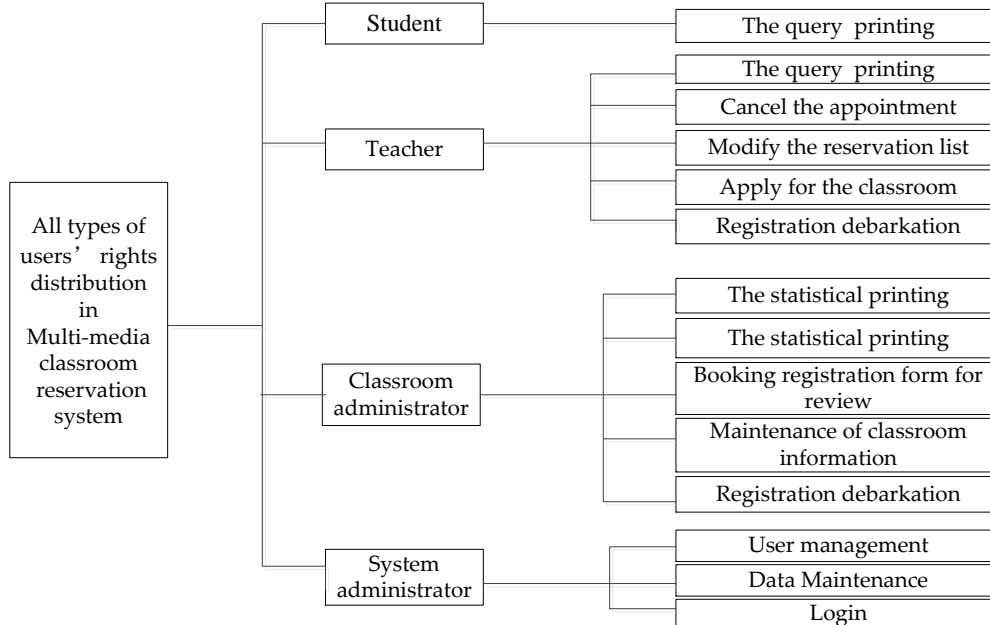 All types of
users’ rights
distribution
in
Multi-media
classroom
reservation
system
Student
The query printing
Teacher
The query printing
Cancel the appointment
Modify the reservation list
Apply for the classroom
Registration debarkation
Classroom
administrator
The statistical printing
The statistical printing
Booking registration form for
review
Maintenance of classroom
information
Registration debarkation
System
administrator
User management
Data Maintenance
Login